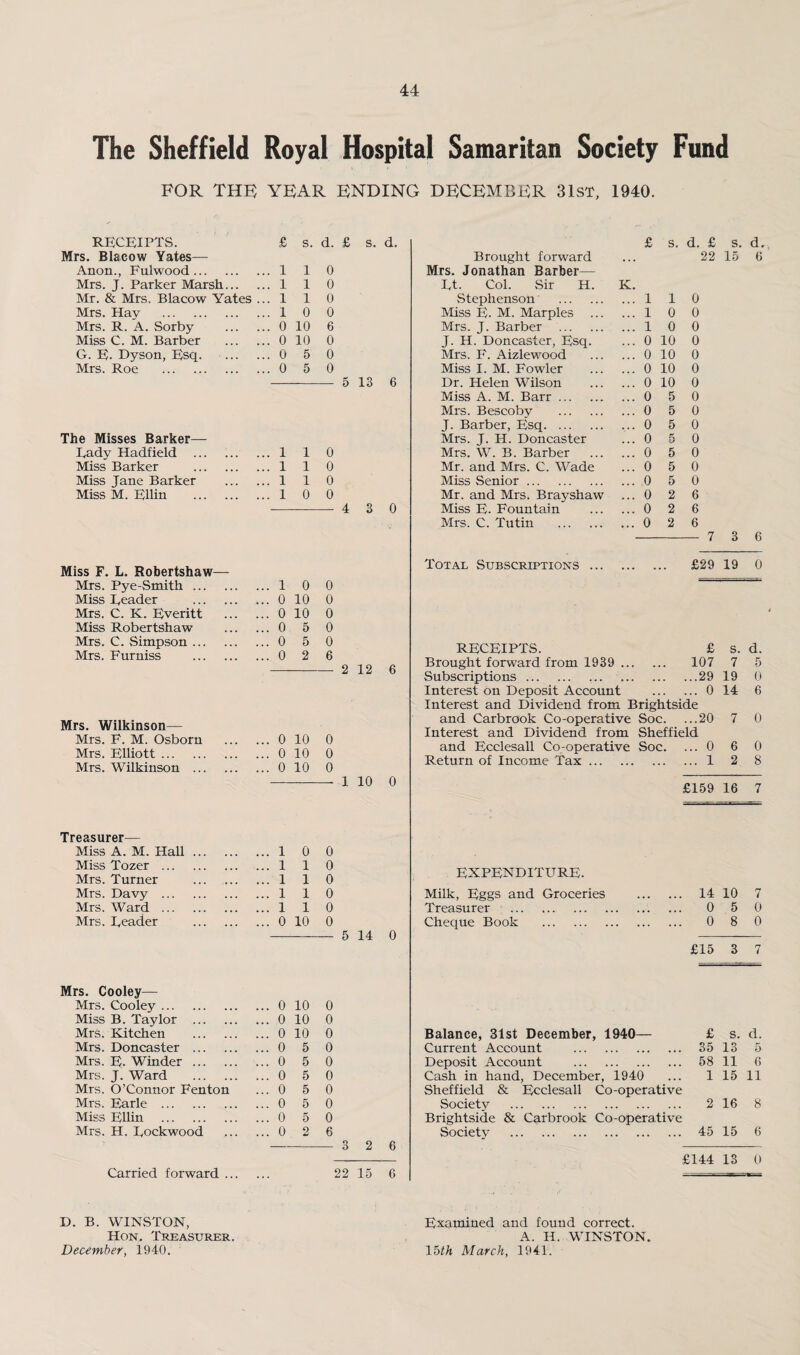 44
The Sheffield Royal Hospital Samaritan Society Fund
FOR THE YEAR ENDING DECEMBER 31ST, 1940.
RECEIPTS. £ s. d. £ s. d.
Mrs. Blacow Yates—
Anon., Fulwood ... ... ... 1 1 0
Mrs. J. Parker Marsh... ... 1 1 0
Mr. & Mrs. Blacow Yates ... 1 1 0
Mrs. Hay ... ... ... ... 1 0 0
Mrs. R. A. Sorby ... ... 0 10 6
Miss C. M. Barber ... ... 0 10 0
G. E. Dyson, Esq. ... ... 0 5 0
Mrs. Roe ... ... ... ... 0 5 0
5 13 6
The Misses Barker—
Lady Hadfield ... ... ... 1 1 0
Miss Barker ... ... ... 1 1 0
Miss Jane Barker ... ... 1 1 0
Miss M. Ellin ... ... ... 1 0 0
4 3 0
Miss F. L. Robertshaw—
Mrs. Pye-Smith ... ... ... 1 0 0
Miss Leader ... ... ... 0 10 0
Mrs. C. K. Everitt ... ... 0 10 0
Miss Robertshaw ... ... 0 5 0
Mrs. C. Simpson ... ... ... 0 5 0
Mrs. Furniss ... ... ... 0 2 6
2 12 6
Mrs. Wilkinson—
Mrs. F. M. Osborn ... ... 0 10 0
Mrs. Elliott ... ... ... ... 0 10 0
Mrs. Wilkinson ... ... ... 0 10 0
1 10 0
Treasurer—
Miss A. M. Hall ... ... ... 1 0 0
Miss Tozer ... ... ... ... 1 1 0
Mrs. Turner ... ... ... 1 1 0
Mrs. Davy ... ... ... ... 1 1 0
Mrs. Ward ... ... ... ... 1 1 0
Mrs. Leader ... ... ... 0 10 0
5 14 0
Mrs. Cooley—
Mrs. Cooley ... ... ... ... 0 10 0
Miss B. Taylor ... ... ... 0 10 0
Mrs. Kitchen ... ... ... 0 10 0
Mrs. Doncaster ... ... ... 0 5 0
Mrs. E. Winder ... ... ... 0 5 0
Mrs. J. Ward ... ... ... 0 5 0
Mrs. O'Connor Fenton ... 0 5 0
Mrs. Earle ... ... ... ... 0 5 0
Miss Ellin ... ... ... ... 0 5 0
Mrs. H. Lockwood ... ... 0 2 6
3 2 6
Carried forward ... ... 22 15 6
D. B. WINSTON,
HON. TREASURER.
December, 1940.
£ s. d. £ s. d.
Brought forward ... 22 15 6
Mrs. Jonathan Barber—
Lt. Col. Sir H. K.
Stephenson ... ... ... 1 1 0
Miss E. M. Marples ... ... 1 0 0
Mrs. J. Barber ... ... ... 1 0 0
J. H. Doncaster, Esq. ... 0 10 0
Mrs. F. Aizlewood ... ... 0 10 0
Miss I. M. Fowler ... ... 0 10 0
Dr. Helen Wilson ... ... 0 10 0
Miss A. M. Barr ... ... ... 0 5 0
Mrs. Bescoby ... ... ... 0 5 0
J. Barber, Esq. ... ... ... 0 5 0
Mrs. J. H. Doncaster ... 0 5 0
Mrs. W. B. Barber ... ... 0 5 0
Mr. and Mrs. C. Wade ... 0 5 0
Miss Senior ... ... ... ... 0 5 0
Mr. and Mrs. Brayshaw ... 0 2 6
Miss E. Fountain ... ... 0 2 6
Mrs. C. Tutin ... ... ... 0 2 6
7 3 6
TOTAL SUBSCRIPTIONS ... ... ... £29 19 0
RECEIPTS. £ s. d.
Brought forward from 1939 ... ... 107 7 5
Subscriptions ... ... ... ... ... ...29 19 0
Interest on Deposit Account ... ... 0 14 6
Interest and Dividend from Brightside
and Carbrook Co-operative Soc. ...20 7 0
Interest and Dividend from Sheffield
and Ecclesall Co-operative Soc. ... 0 6 0
Return of Income Tax ... ... ... ... 1 2 8
£159 16 7
EXPENDITURE.
Milk, Eggs and Groceries ... ... 14 10 7
Treasurer ... ... ... ... ... ... 0 5 0
Cheque Book ... ... ... ... ... 0 8 0
£15 3 7
Balance, 31st December, 1940— £ s. d.
Current Account ... ... ... ... 35 13 5
Deposit Account ... ... ... ... 58 11 6
Cash in hand, December, 1940 ... 1 15 11
Sheffield & Ecclesall Co-operative
Society ... ... ... ... ... ... 2 16 8
Brightside & Carbrook Co-operative
Society ... ... ... ... ... ... 45 15 6
£144 13 0
Examined and found correct.
A. H. WINSTON.
15th March, 1941.